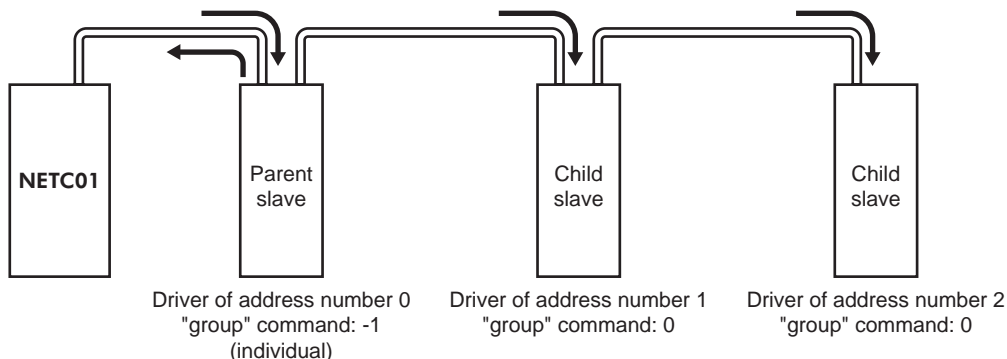 NETC01
Parent
slave
Child
slave
Child
slave
Driver of address number 0
"group" command: -1
(individual)
Driver of address number 1
"group" command: 0
Driver of address number 2
"group" command: 0